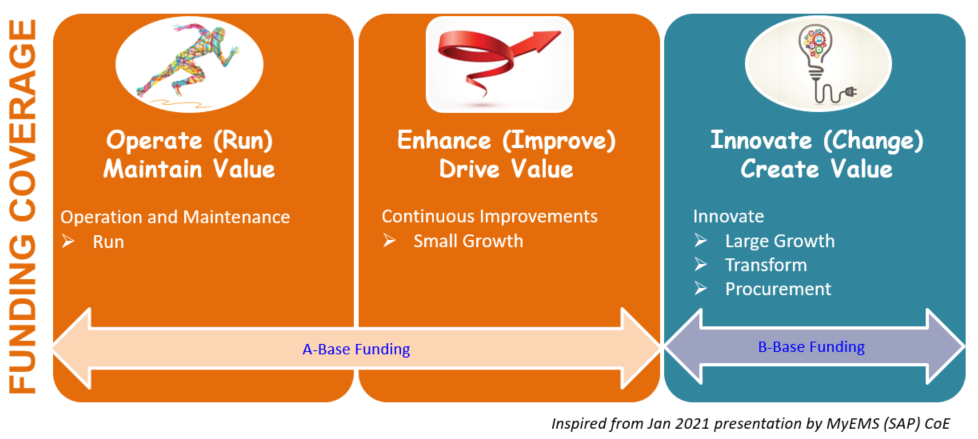 FUNDING COVERAGE
Operate (Run)
Maintain Value
Operation and Maintenance
➢ Run
Enhance (Improve)
Drive Value
Continuous Improvements
➢ Small Growth
Innovate (Change)
Create Value
Innovate
➢ Large Growth
➢ Transform
➢ Procurement
A-Base Funding
B-Base Funding
Inspired from Jan 2021 presentation by MyEMS (SAP) CoE